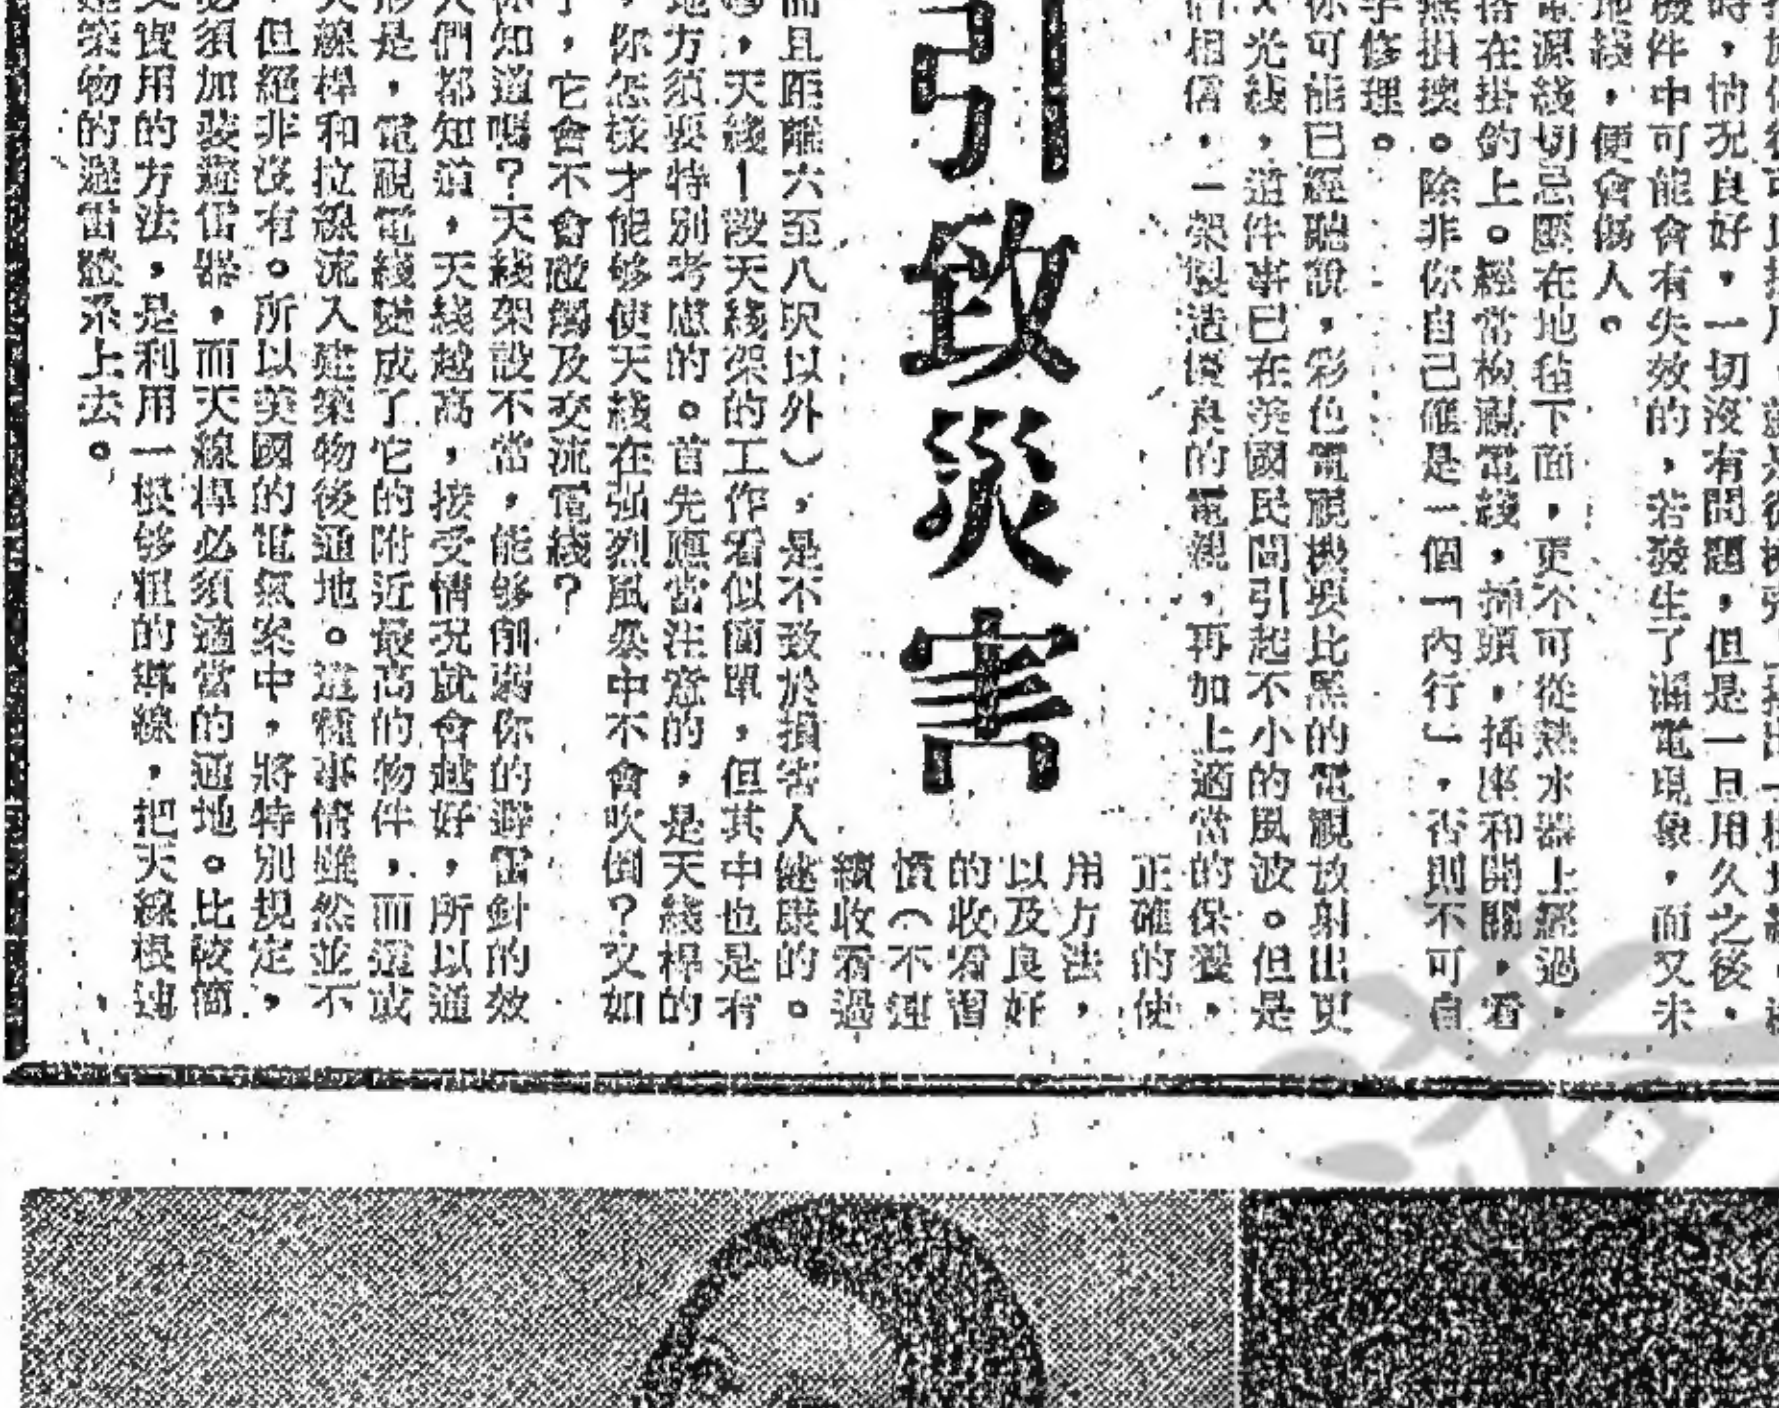 引致災害
時，情况良好，一切沒有問題，但是一旦用久之後，
機件中可能會有失效的，若發生了漏電現象，而又未
地綫，便會傷人。
電源綫切忌壓在地毡下面，更不可從熱水器上經過，
搭在掛鈎上。經常檢視電綫，插頭，插座和開關，看
無損壞。除非你自己確是一個「內行」，否則不可自
手修理。
你可能已經聽說，彩色電視機要比黑的電視放射出更
X光綫，這件事已在美國民間引起不小的風波。但是
們相信，一架製造優良的電視，再加上適當的保養，
正確的使
用方法，
以及良好
的收看習
慣（不連
續收看過
而且距離六至八呎以外），是不致於損害人體健康的。
，天綫！設天綫架的工作看似簡單，但其中也是有
地方須要特別考慮的。首先應當注意的，是天綫桿的
，你怎樣才能够使天綫在强烈風暴中不會吹倒？又如
了，它會不會碰觸及交流電綫？
你知道嗎？天綫架設不當，能够削弱你的避雷針的效
人們都知道，天綫越高，接受情况就會越好，所以通
形是，電視電綫變成了它的附近最高的物件，而這或
天線桿和拉線流入建築物後通地。這種事情雖然並不
，但絕非沒有。所以美國的電氣案中，將特別規定，
必須加裝避雷器，而天線桿必須適當的通地。比較簡
又實用的方法，是利用一根够粗的導線，把天線桿連
建築物的避雷體系上去。